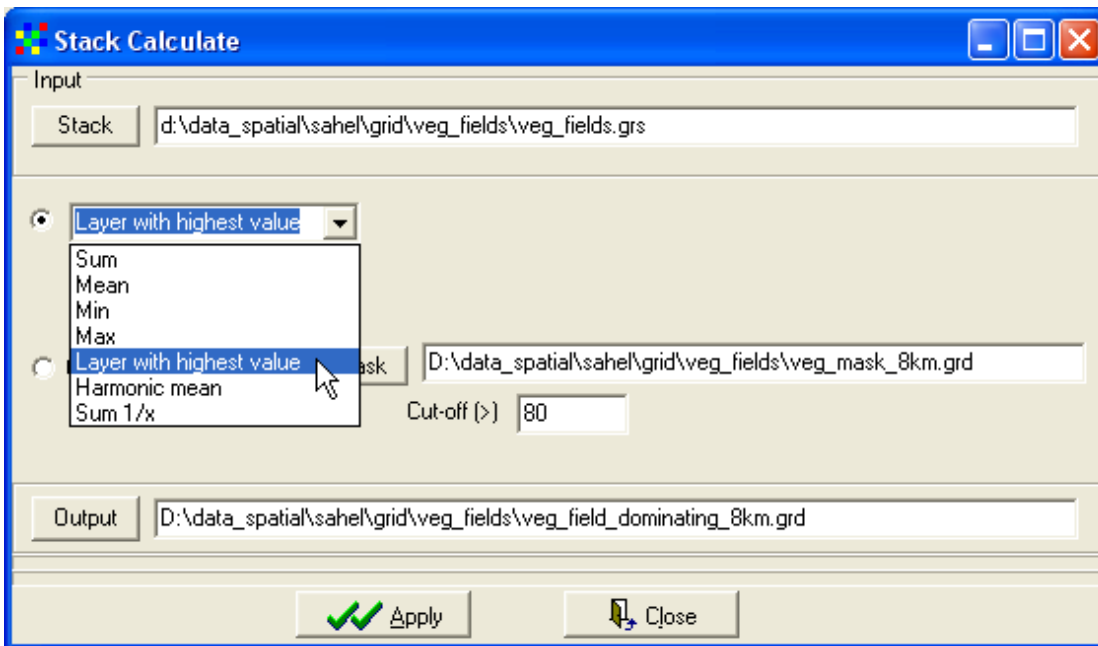 Stack Calculate
Input
Stack d:\data_spatial\sahel\grid\veg_fields\veg_fields.grs
Layer with highest value
Sum
Mean
Min
Max
Layer with highest value
ask D:\data_spatial\sahel\grid\veg_fields\veg_mask_8km.grd
Harmonic mean
Sum 1/x
Cut-off (>) 80
Output D:\data_spatial\sahel\grid\veg_fields\veg_field_dominating_8km.grd
Apply Close